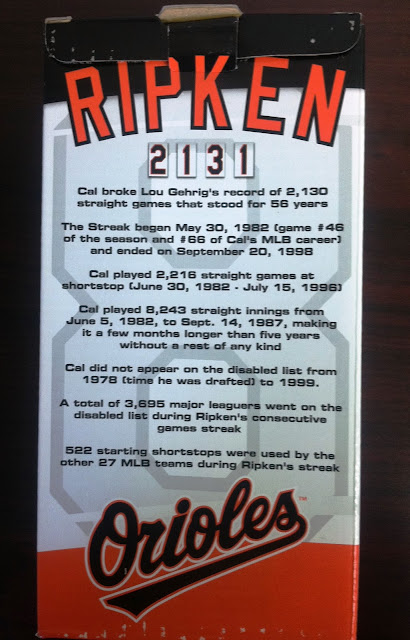 RIPKEN
2131
Cal broke Lou Gehrig's record of 2,130
straight games that stood for 56 years
The Streak began May 30, 1982 (game #46
of the season and #66 of Cal's MLB career)
and ended on September 20, 1998
Cal played 2,216 straight games at
shortstop (June 30, 1982 - July 15, 1996)
Cal played 8,243 straight innings from
June 5, 1982, to Sept. 14, 1987, making
it a few months longer than five years
without a rest of any kind
Cal did not appear on the disabled list from
1978 (time he was drafted) to 1999.
A total of 3,695 major leaguers went on the
disabled list during Ripken's consecutive
games streak
522 starting shortstops were used by the
other 27 MLB teams during Ripken's streak
Orioles™